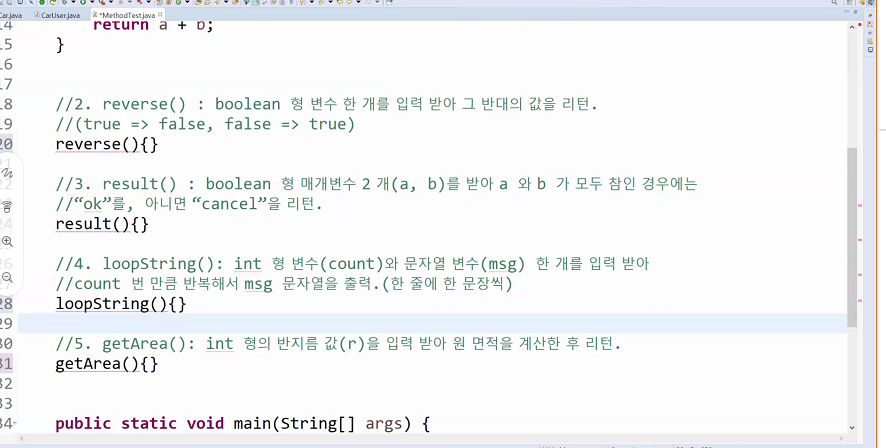 Car.java CarUser.java *MethodTest.java
14 return a + b;
15 }
16
17
18 //2. reverse() : boolean 형 변수 한 개를 입력 받아 그 반대의 값을 리턴.
19 //(true => false, false => true)
20 reverse(){}
21
22 //3. result() : boolean 형 매개변수 2 개(a, b)를 받아 a 와 b 가 모두 참인 경우에는
//“ok”를, 아니면 “cancel”을 리턴.
24 result(){}
//4. loopString(): int 형 변수(count)와 문자열 변수(msg) 한 개를 입력 받아
//count 번 만큼 반복해서 msg 문자열을 출력.(한 줄에 한 문장씩)
28 loopString(){}
29
30 //5. getArea(): int 형의 반지름 값(r)을 입력 받아 원 면적을 계산한 후 리턴.
31 getArea(){}
32
33
34 public static void main(String[] args) {